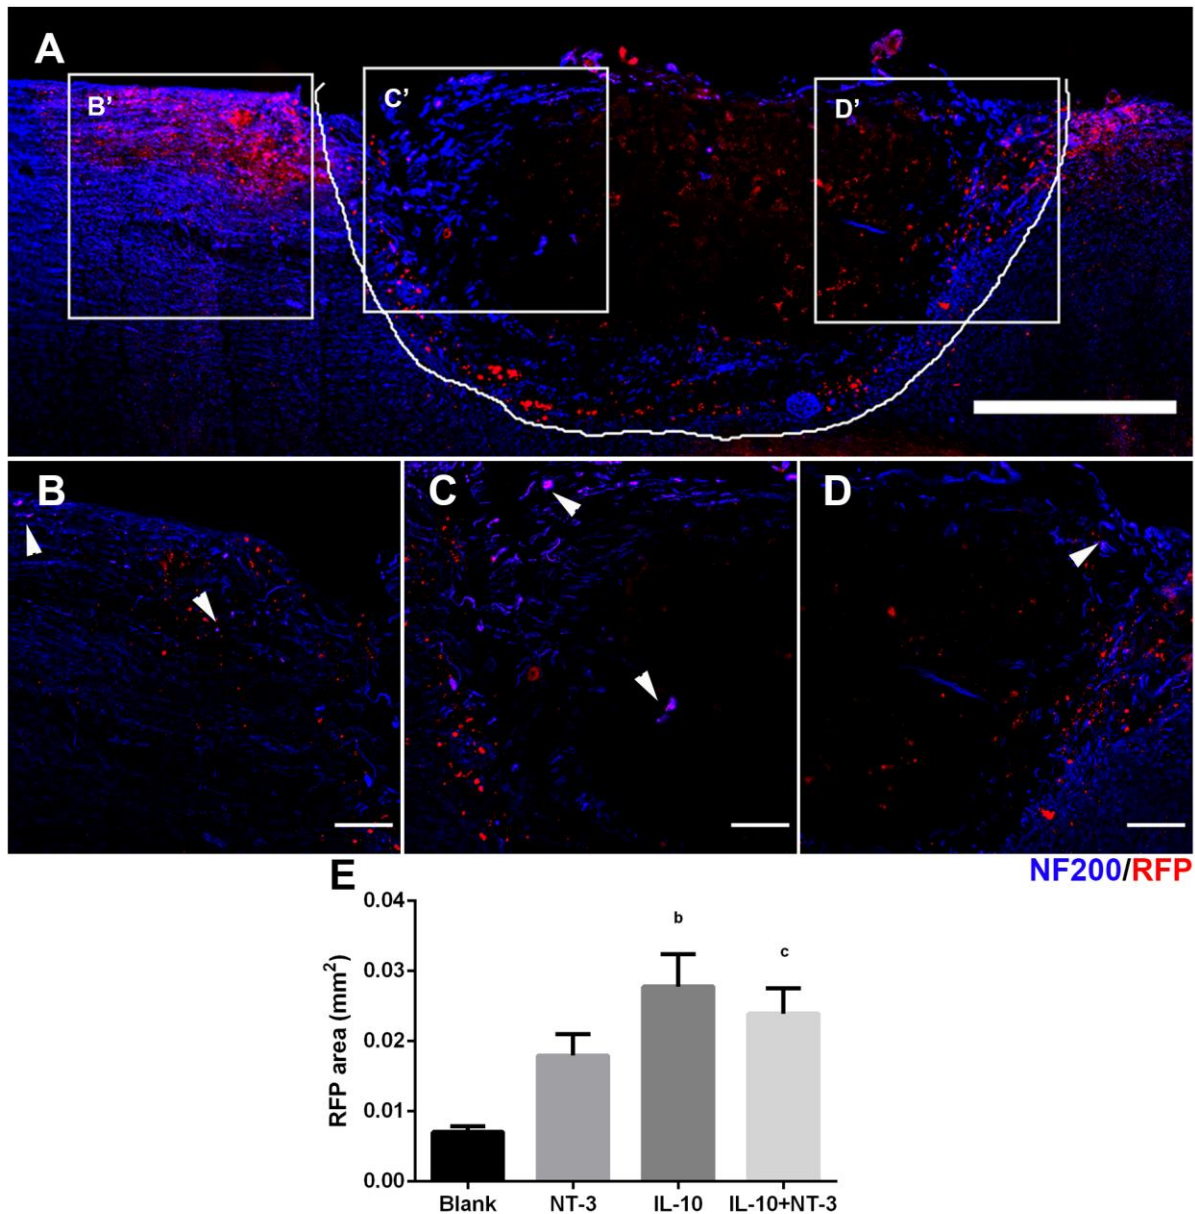 A
B’
C’
D’
B
C
D
NF200/RFP
E
RFP area (mm²)
0.04
0.03
0.02
0.01
0.00
b
c
Blank
NT-3
IL-10
IL-10+NT-3